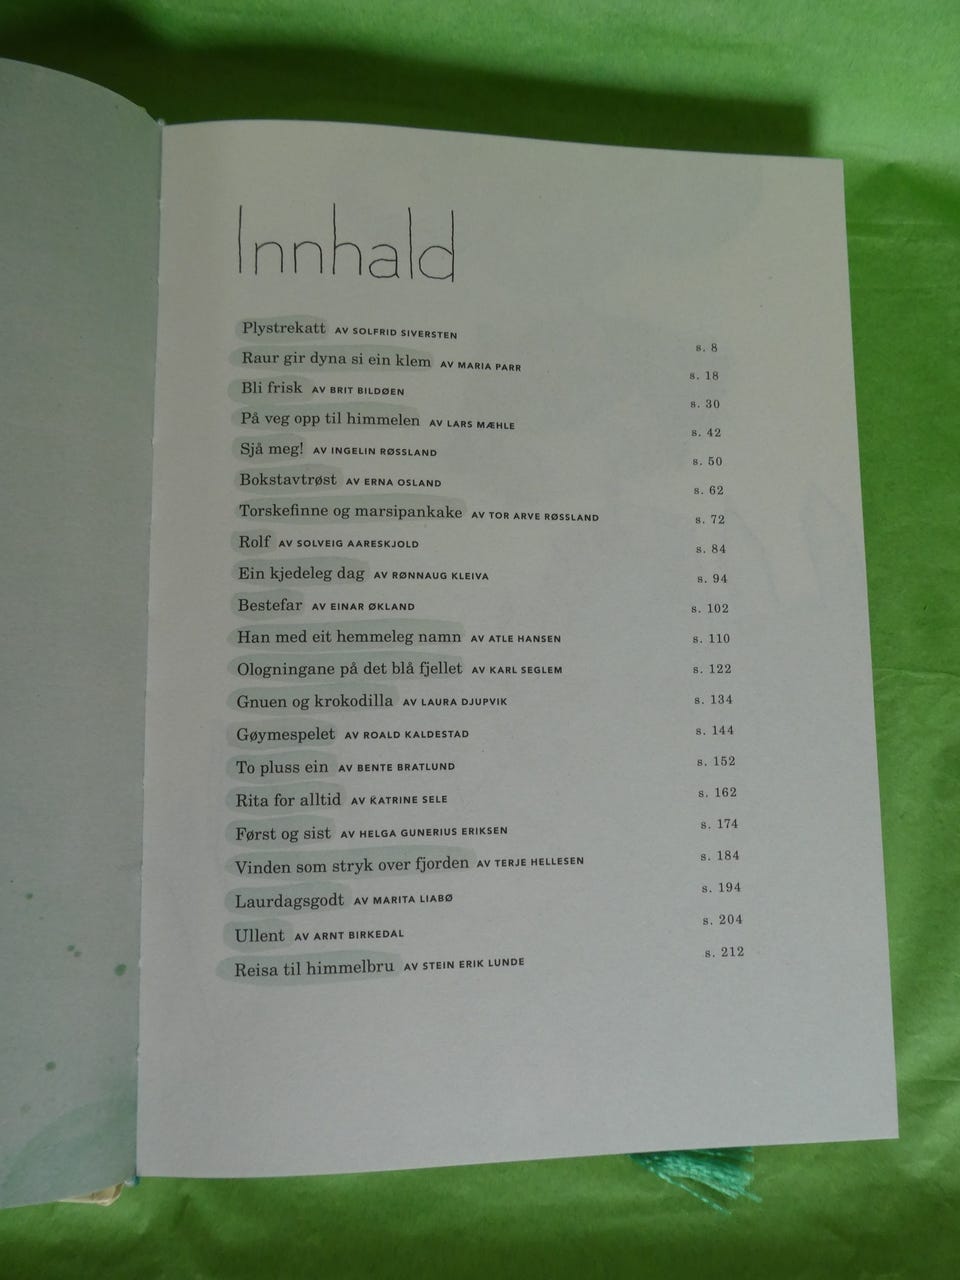 Innhald
Plystrekatt AV SOLFRID SIVERSTEN s. 8
Raur gir dyna si ein klem AV MARIA PARR s. 18
Bli frisk AV BRIT BILDØEN s. 30
På veg opp til himmelen AV LARS MÆHLE s. 42
Sjå meg! AV INGELIN RØSSLAND s. 50
Bokstavtrøst AV ERNA OSLAND s. 62
Torskefinne og marsipankake AV TOR ARVE RØSSLAND s. 72
Rolf AV SOLVEIG AARESKJOLD s. 84
Ein kjedeleg dag AV RØNNAUG KLEIVA s. 94
Bestefar AV EINAR ØKLAND s. 102
Han med eit hemmeleg namn AV ATLE HANSEN s. 110
Ologningane på det blå fjellet AV KARL SEGLEM s. 122
Gnuen og krokodilla AV LAURA DJUPVIK s. 134
Gøymespelet AV ROALD KALDESTAD s. 144
To pluss ein AV BENTE BRATLUND s. 152
Rita for alltid AV KATRINE SELE s. 162
Først og sist AV HELGA GUNERIUS ERIKSEN s. 174
Vinden som stryk over fjorden AV TERJE HELLESEN s. 184
Laurdagsgodt AV MARITA LIABØ s. 194
Ullent AV ARNT BIRKEDAL s. 204
Reisa til himmelbru AV STEIN ERIK LUNDE s. 212